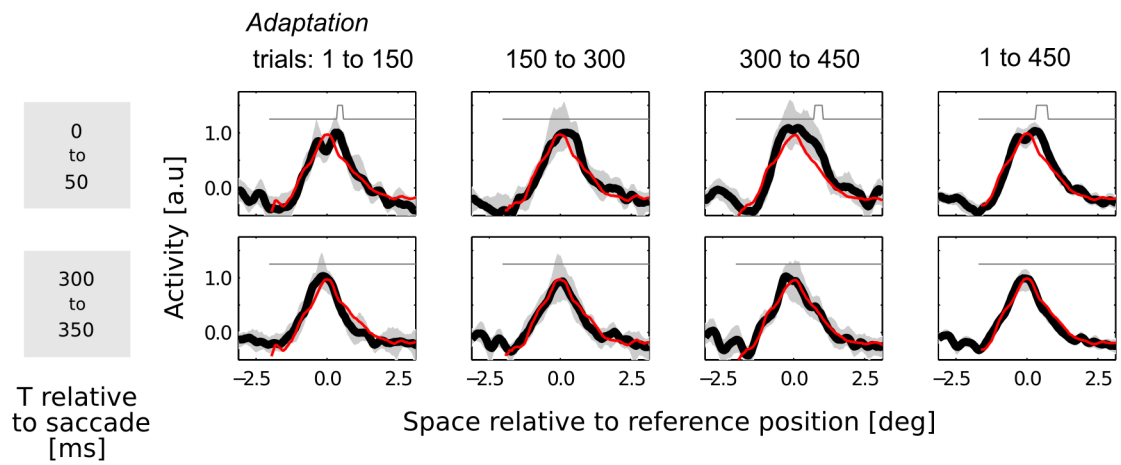 Adaptation
trials: 1 to 150
150 to 300
300 to 450
1 to 450
0
to
50
300
to
350
T relative
to saccade
[ms]
Activity [a.u]
1.0
0.0
1.0
0.0
−2.5 0.0 2.5
−2.5 0.0 2.5
−2.5 0.0 2.5
−2.5 0.0 2.5
Space relative to reference position [deg]